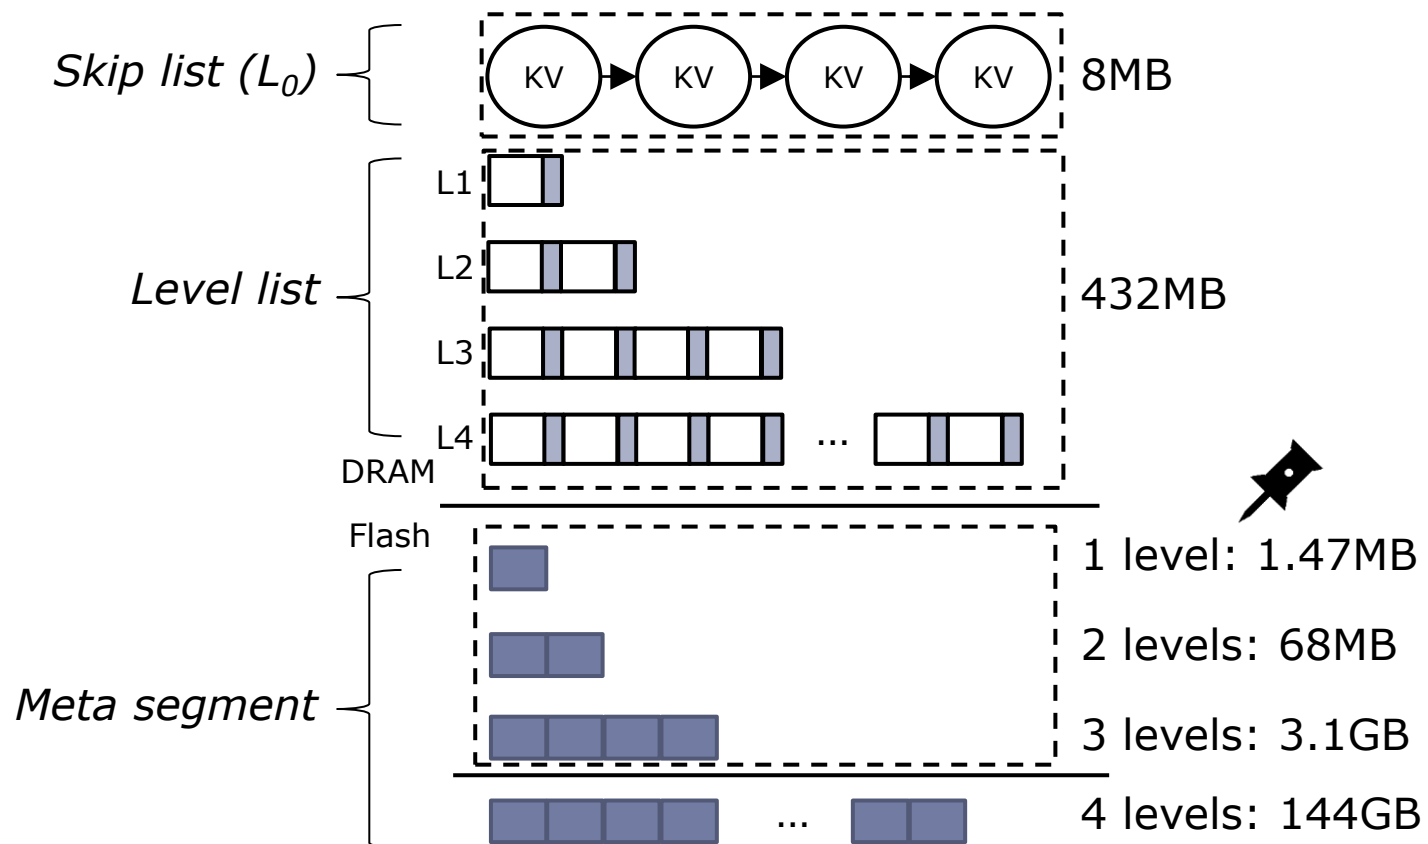 Skip list (L0)
KV KV KV KV
8MB
L1
L2
Level list
432MB
L3
L4
...
DRAM
Flash
1 level: 1.47MB
2 levels: 68MB
Meta segment
3 levels: 3.1GB
...
4 levels: 144GB